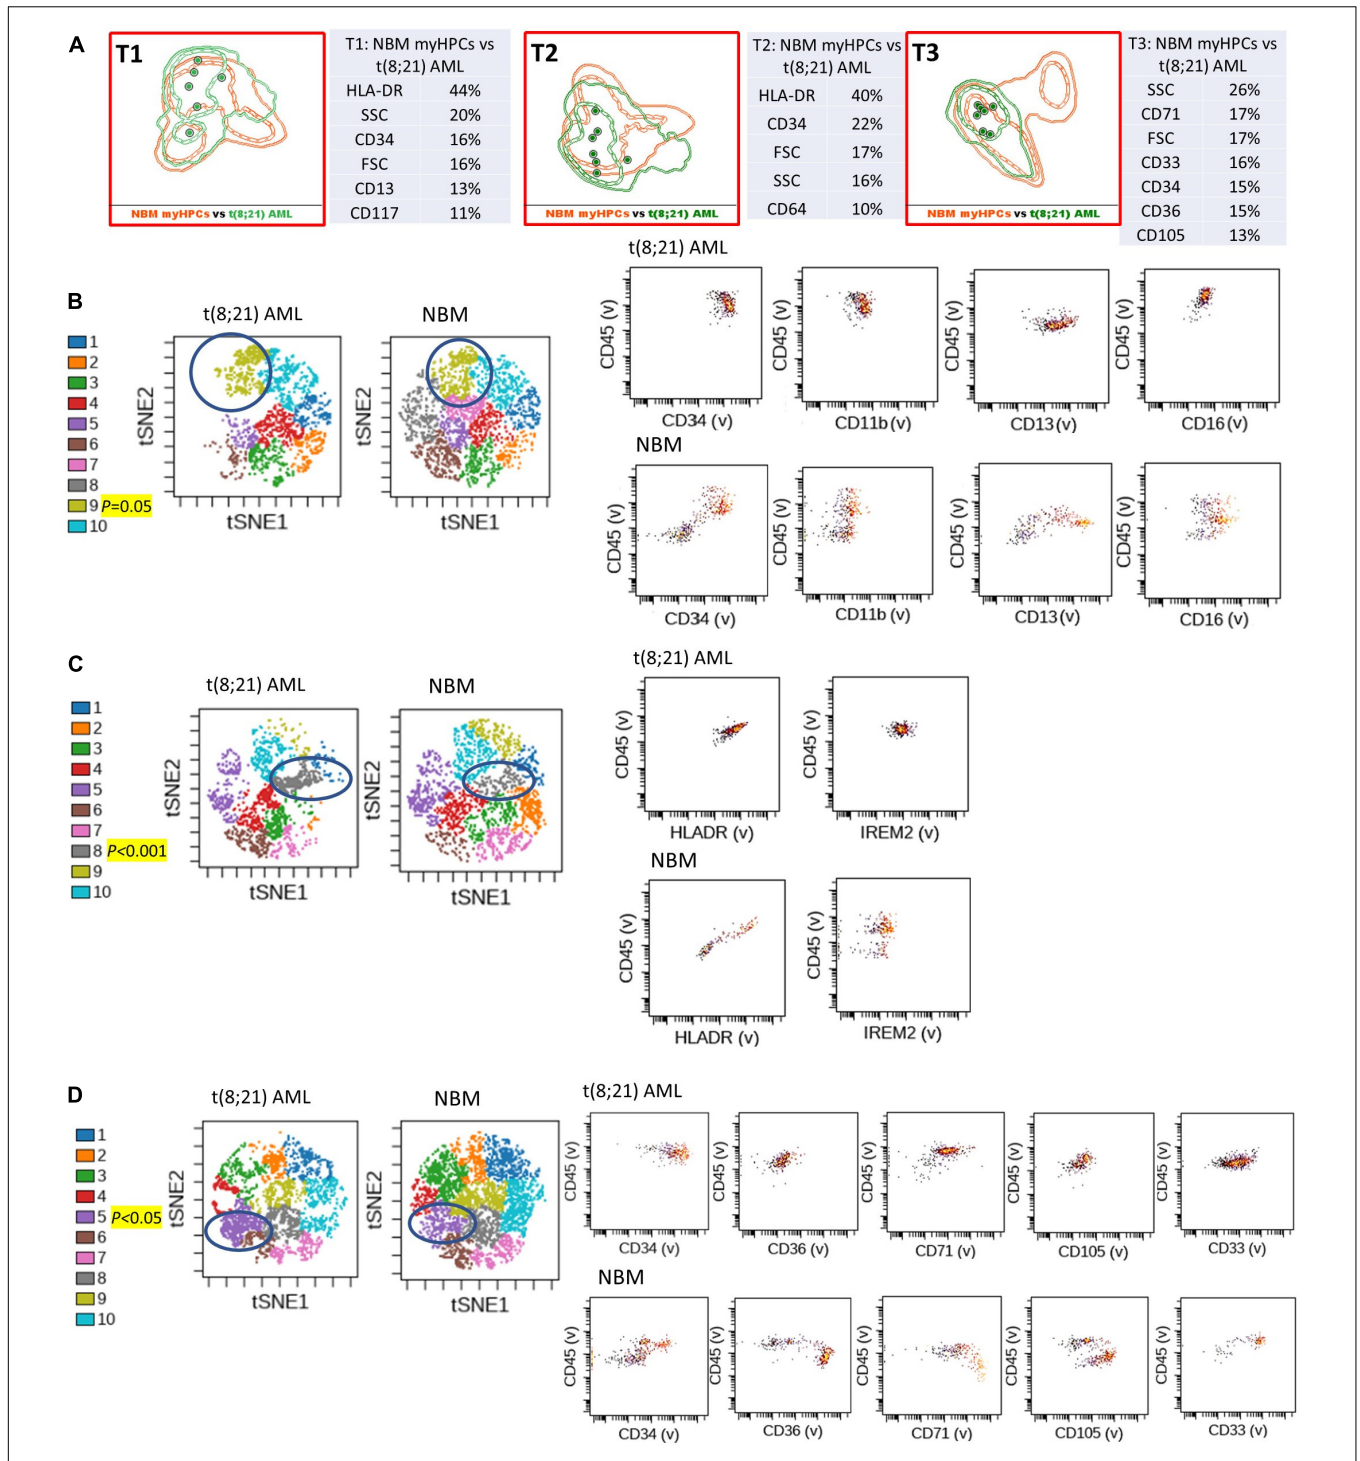 A
T1
NBM myHPCs vs t(8;21) AML
T1: NBM myHPCs vs
t(8;21) AML
HLA-DR 44%
SSC 20%
CD34 16%
FSC 16%
CD13 13%
CD117 11%
T2
NBM myHPCs vs t(8;21) AML
T2: NBM myHPCs vs
t(8;21) AML
HLA-DR 40%
CD34 22%
FSC 17%
SSC 16%
CD64 10%
T3
NBM myHPCs vs t(8;21) AML
T3: NBM myHPCs vs
t(8;21) AML
SSC 26%
CD71 17%
FSC 17%
CD33 16%
CD34 15%
CD36 15%
CD105 13%
B
1
2
3
4
5
6
7
8
9 P=0.05
10
t(8;21) AML
tSNE2
tSNE1
NBM
tSNE2
tSNE1
t(8;21) AML
CD45 (v)
CD34 (v)
CD45 (v)
CD11b (v)
CD45 (v)
CD13 (v)
CD45 (v)
CD16 (v)
NBM
CD45 (v)
CD34 (v)
CD45 (v)
CD11b (v)
CD45 (v)
CD13 (v)
CD45 (v)
CD16 (v)
C
1
2
3
4
5
6
7
8 P<0.001
9
10
t(8;21) AML
tSNE2
tSNE1
NBM
tSNE2
tSNE1
t(8;21) AML
CD45 (v)
HLADR (v)
CD45 (v)
IREM2 (v)
NBM
CD45 (v)
HLADR (v)
CD45 (v)
IREM2 (v)
D
1
2
3
4
5 P<0.05
6
7
8
9
10
t(8;21) AML
tSNE2
tSNE1
NBM
tSNE2
tSNE1
t(8;21) AML
CD45 (v)
CD34 (v)
CD45 (v)
CD36 (v)
CD45 (v)
CD71 (v)
CD45 (v)
CD105 (v)
CD45 (v)
CD33 (v)
NBM
CD45 (v)
CD34 (v)
CD45 (v)
CD36 (v)
CD45 (v)
CD71 (v)
CD45 (v)
CD105 (v)
CD45 (v)
CD33 (v)